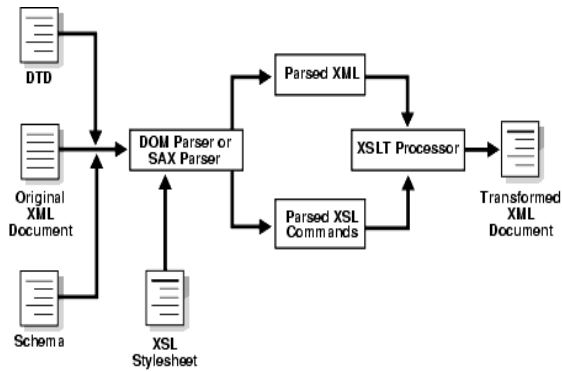 DTD
Original
XML
Document
Schema
DOM Parser or
SAX Parser
XSL
Stylesheet
Parsed XML
Parsed XSL
Commands
XSLT Processor
Transformed
XML
Document